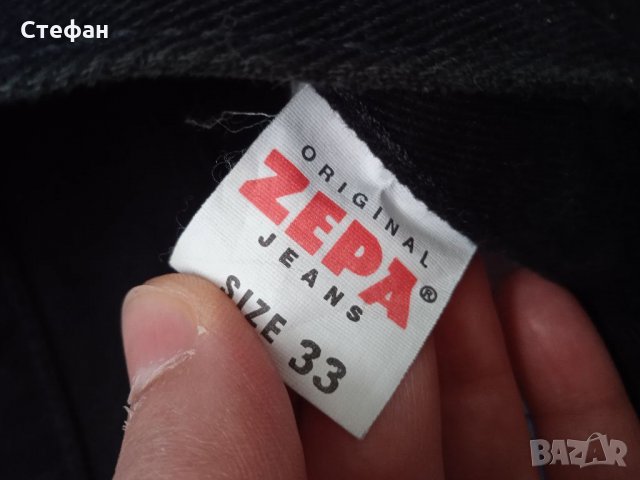 Стефан
ORIGINAL
ZEPA®
JEANS
SIZE 33
BAZAR